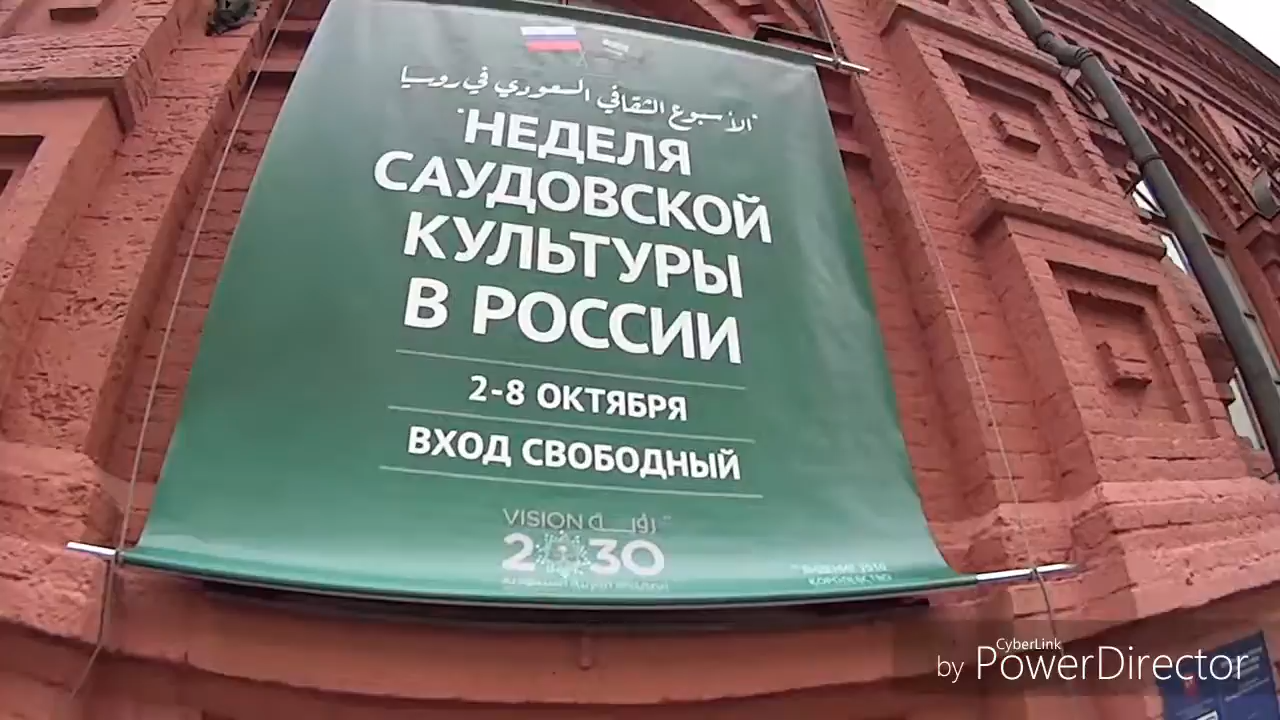 "الأسبوع الثقافي السعودي في روسيا
"НЕДЕЛЯ
САУДОВСКОЙ
КУЛЬТУРЫ
В РОССИИ
2-8 ОКТЯБРЯ
ВХОД СВОБОДНЫЙ
VISION رؤيــة
2030
CyberLink
by PowerDirector